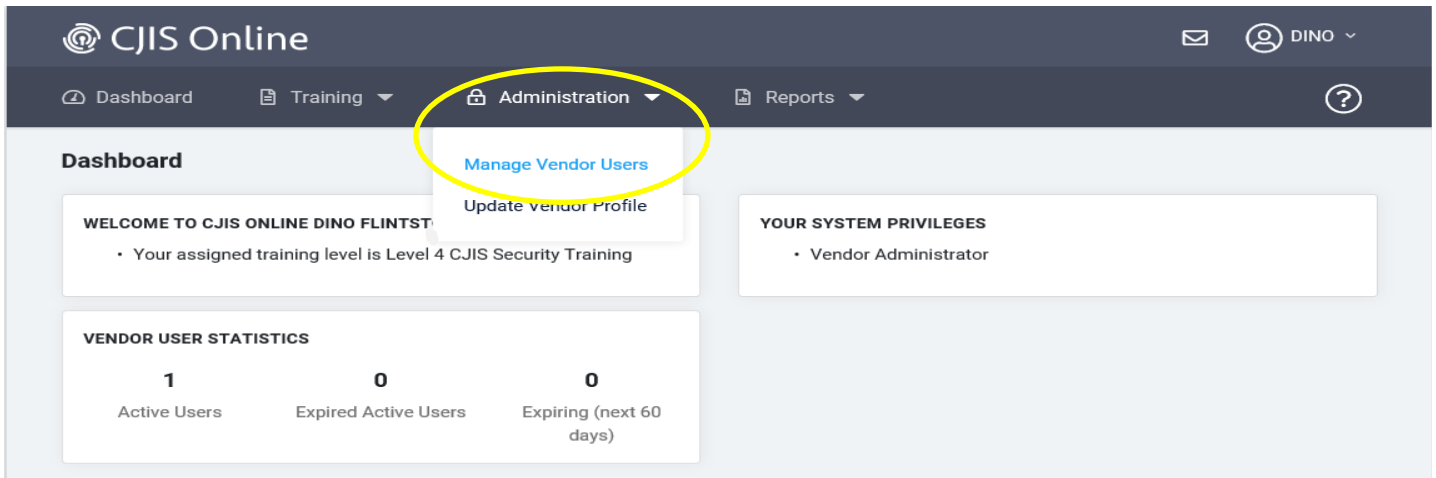 CJIS Online
DINO
Dashboard Training Administration Reports
Manage Vendor Users
Update Vendor Profile
Dashboard
WELCOME TO CJIS ONLINE DINO
• Your assigned training level is Level 4 CJIS Security Training
YOUR SYSTEM PRIVILEGES
• Vendor Administrator
VENDOR USER STATISTICS
1 0 0
Active Users Expired Active Users Expiring (next 60
days)